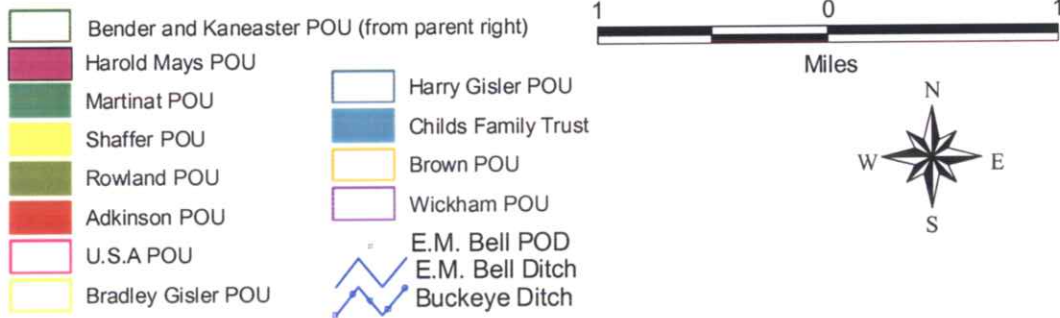 Bender and Kaneaster POU (from parent right)
Harold Mays POU
Martinat POU
Shaffer POU
Rowland POU
Adkinson POU
U.S.A POU
Bradley Gisler POU
Harry Gisler POU
Childs Family Trust
Brown POU
Wickham POU
E.M. Bell POD
E.M. Bell Ditch
Buckeye Ditch
1 0 1
Miles
N
W E
S